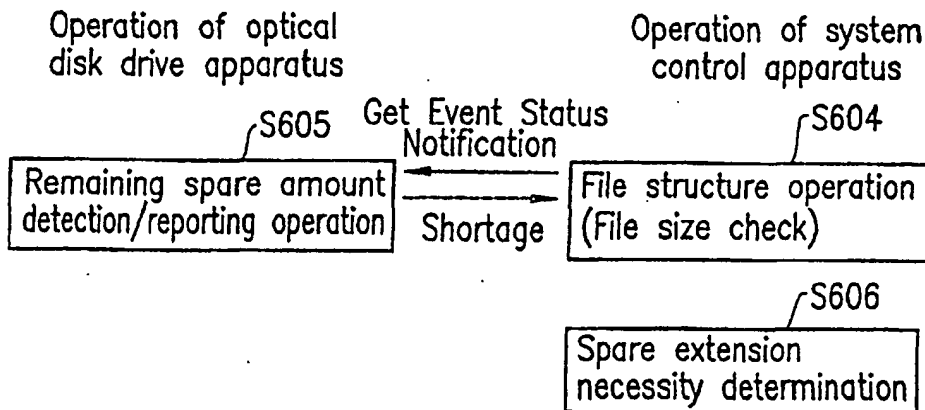 Operation of optical
disk drive apparatus
Operation of system
control apparatus
S605
Get Event Status
Notification
S604
Remaining spare amount
detection/reporting operation
Shortage
File structure operation
(File size check)
S606
Spare extension
necessity determination